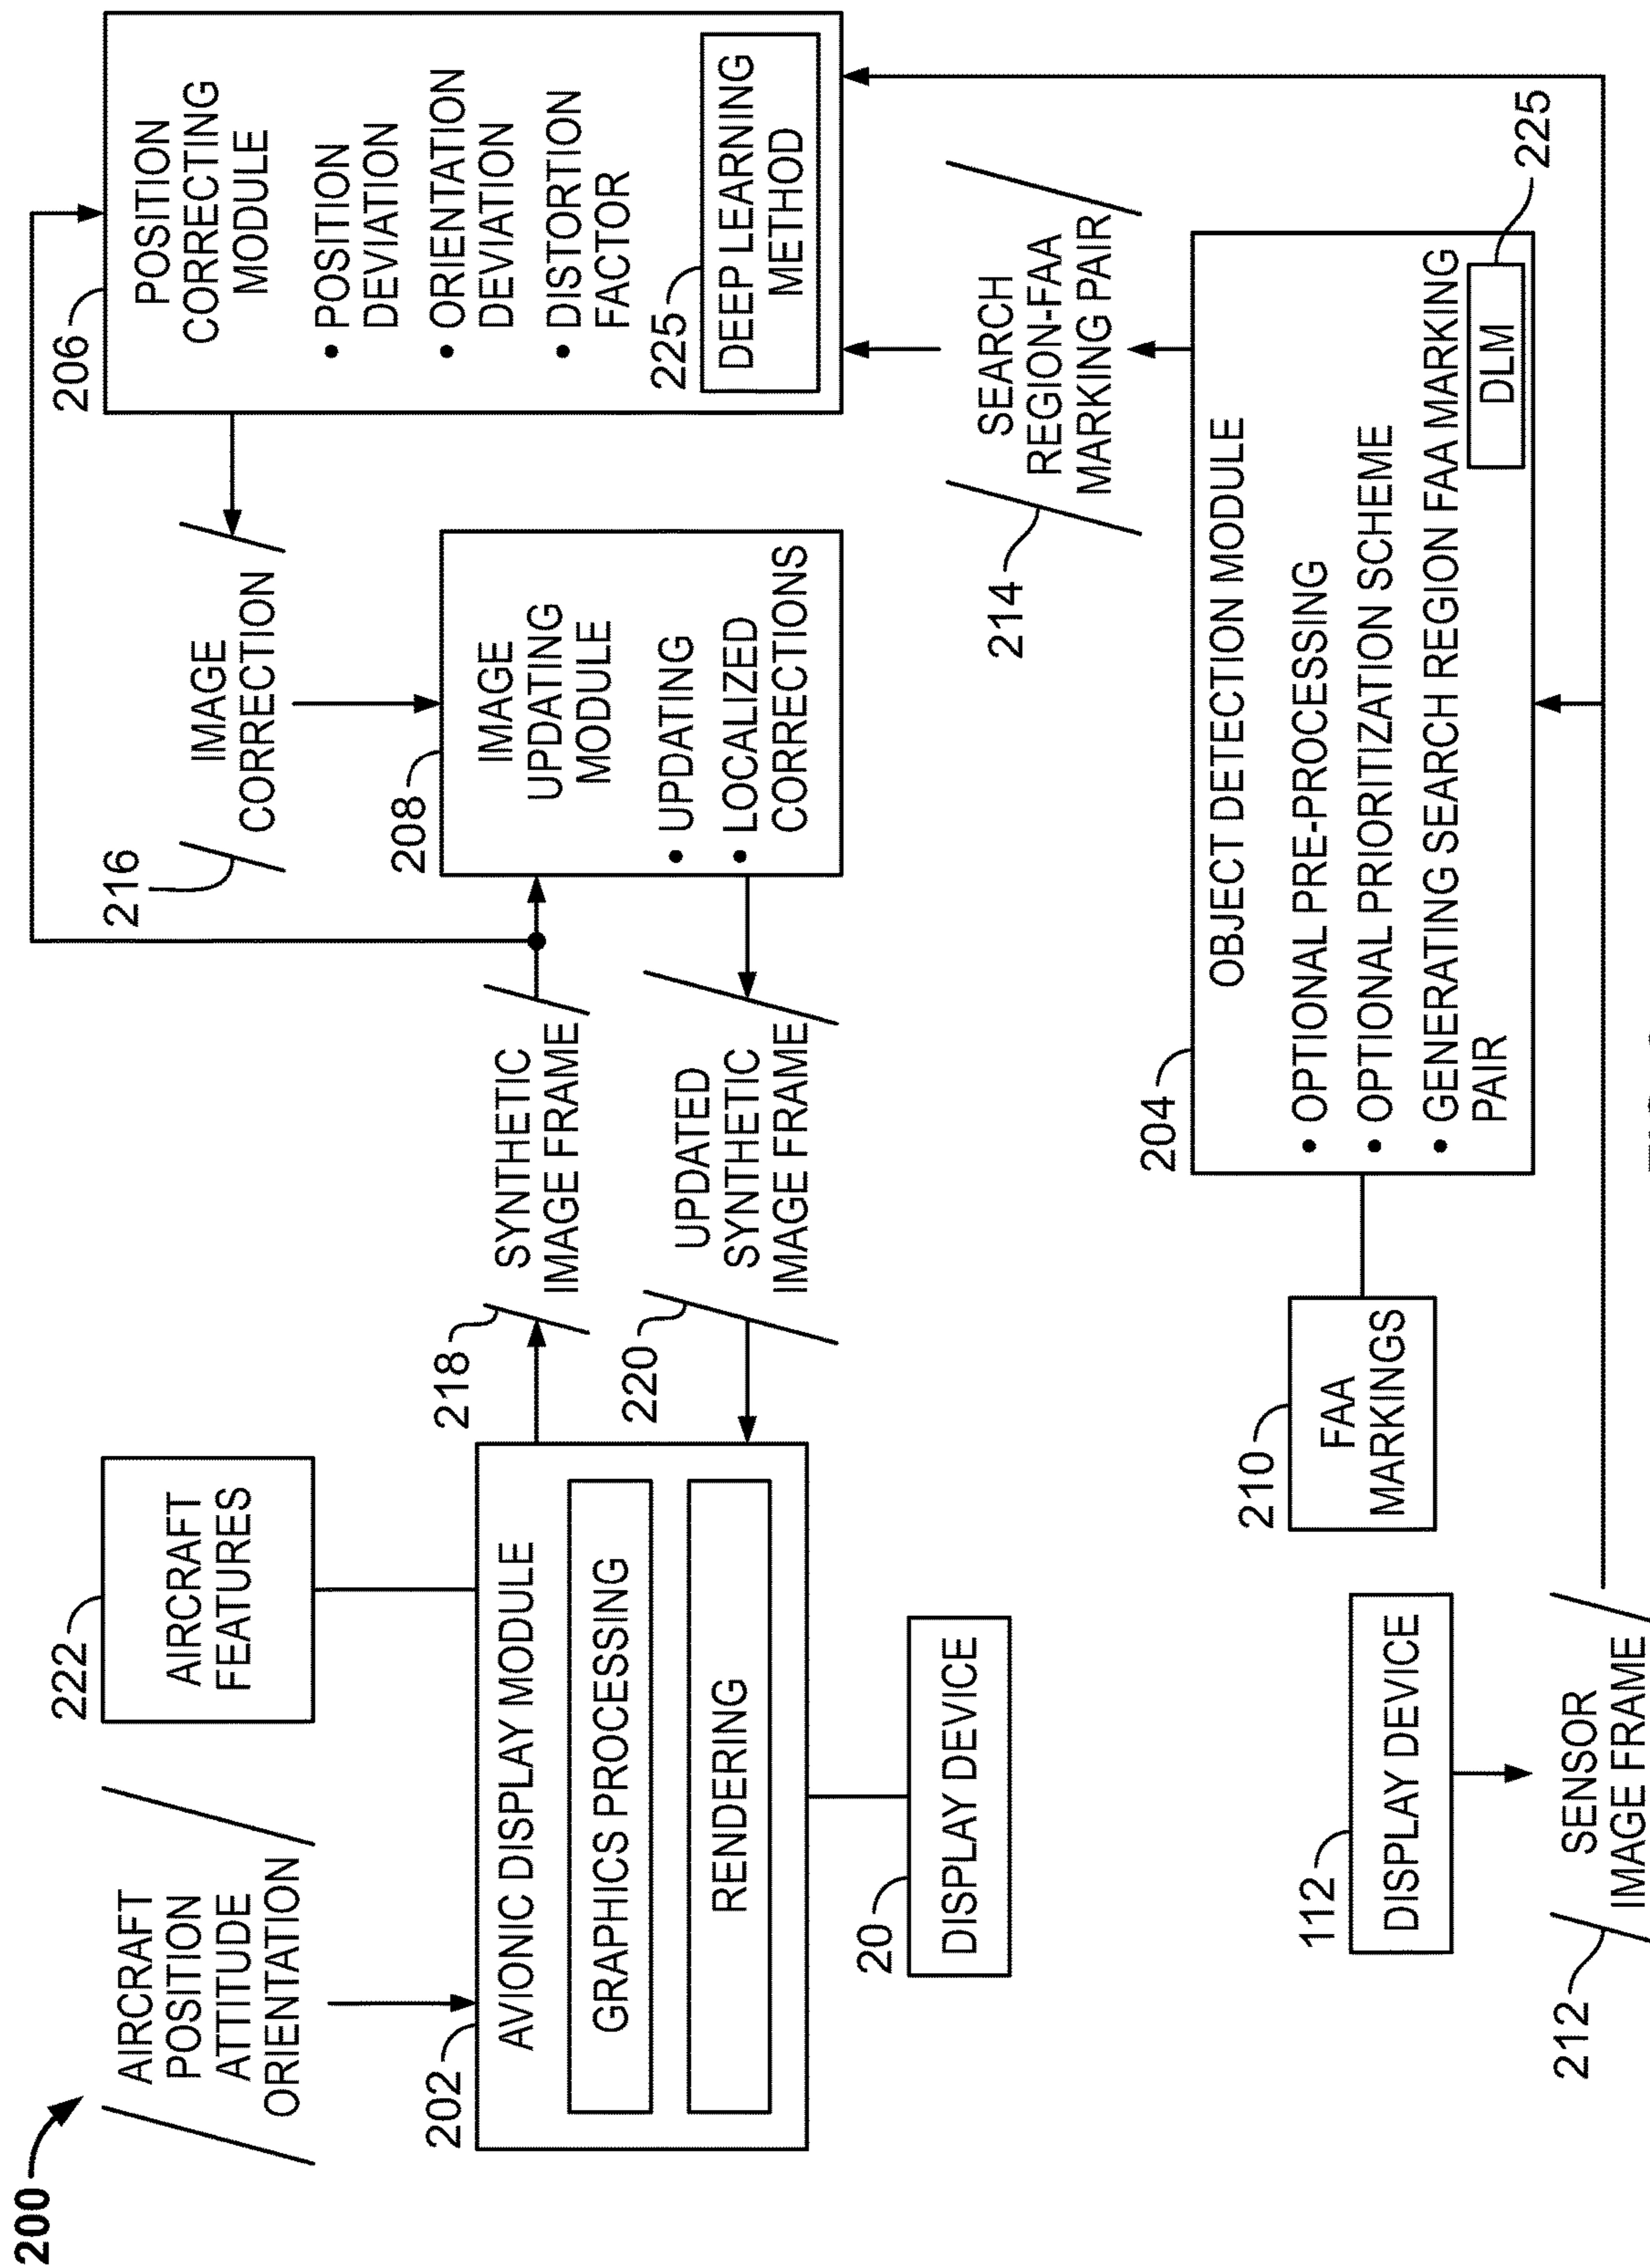 200
AIRCRAFT
POSITION
ATTITUDE
ORIENTATION
222
AIRCRAFT
FEATURES
202
AVIONIC DISPLAY MODULE
GRAPHICS PROCESSING
RENDERING
20
DISPLAY DEVICE
218
SYNTHETIC
IMAGE FRAME
220
UPDATED
SYNTHETIC
IMAGE FRAME
216
IMAGE
CORRECTION
208
IMAGE
UPDATING
MODULE
• UPDATING
• LOCALIZED
CORRECTIONS
206
POSITION
CORRECTING
MODULE
• POSITION
DEVIATION
• ORIENTATION
DEVIATION
• DISTORTION
FACTOR
225
DEEP LEARNING
METHOD
214
SEARCH
REGION-FAA
MARKING PAIR
112
DISPLAY DEVICE
212
SENSOR
IMAGE FRAME
210
FAA
MARKINGS
204
OBJECT DETECTION MODULE
• OPTIONAL PRE-PROCESSING
• OPTIONAL PRIORITIZATION SCHEME
• GENERATING SEARCH REGION FAA MARKING
PAIR
DLM
225